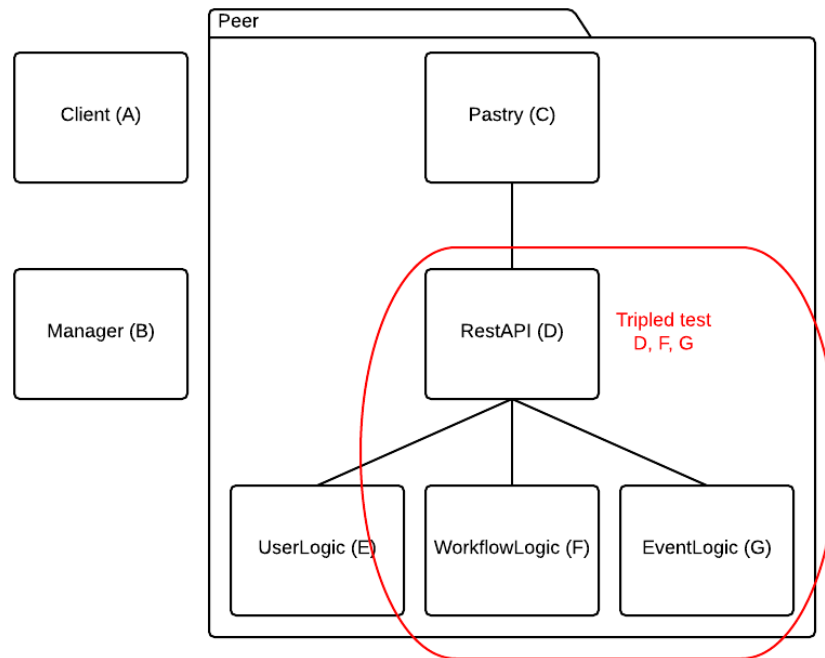 Peer
Client (A)
Pastry (C)
Manager (B)
RestAPI (D)
Tripled test
D, F, G
UserLogic (E)
WorkflowLogic (F)
EventLogic (G)